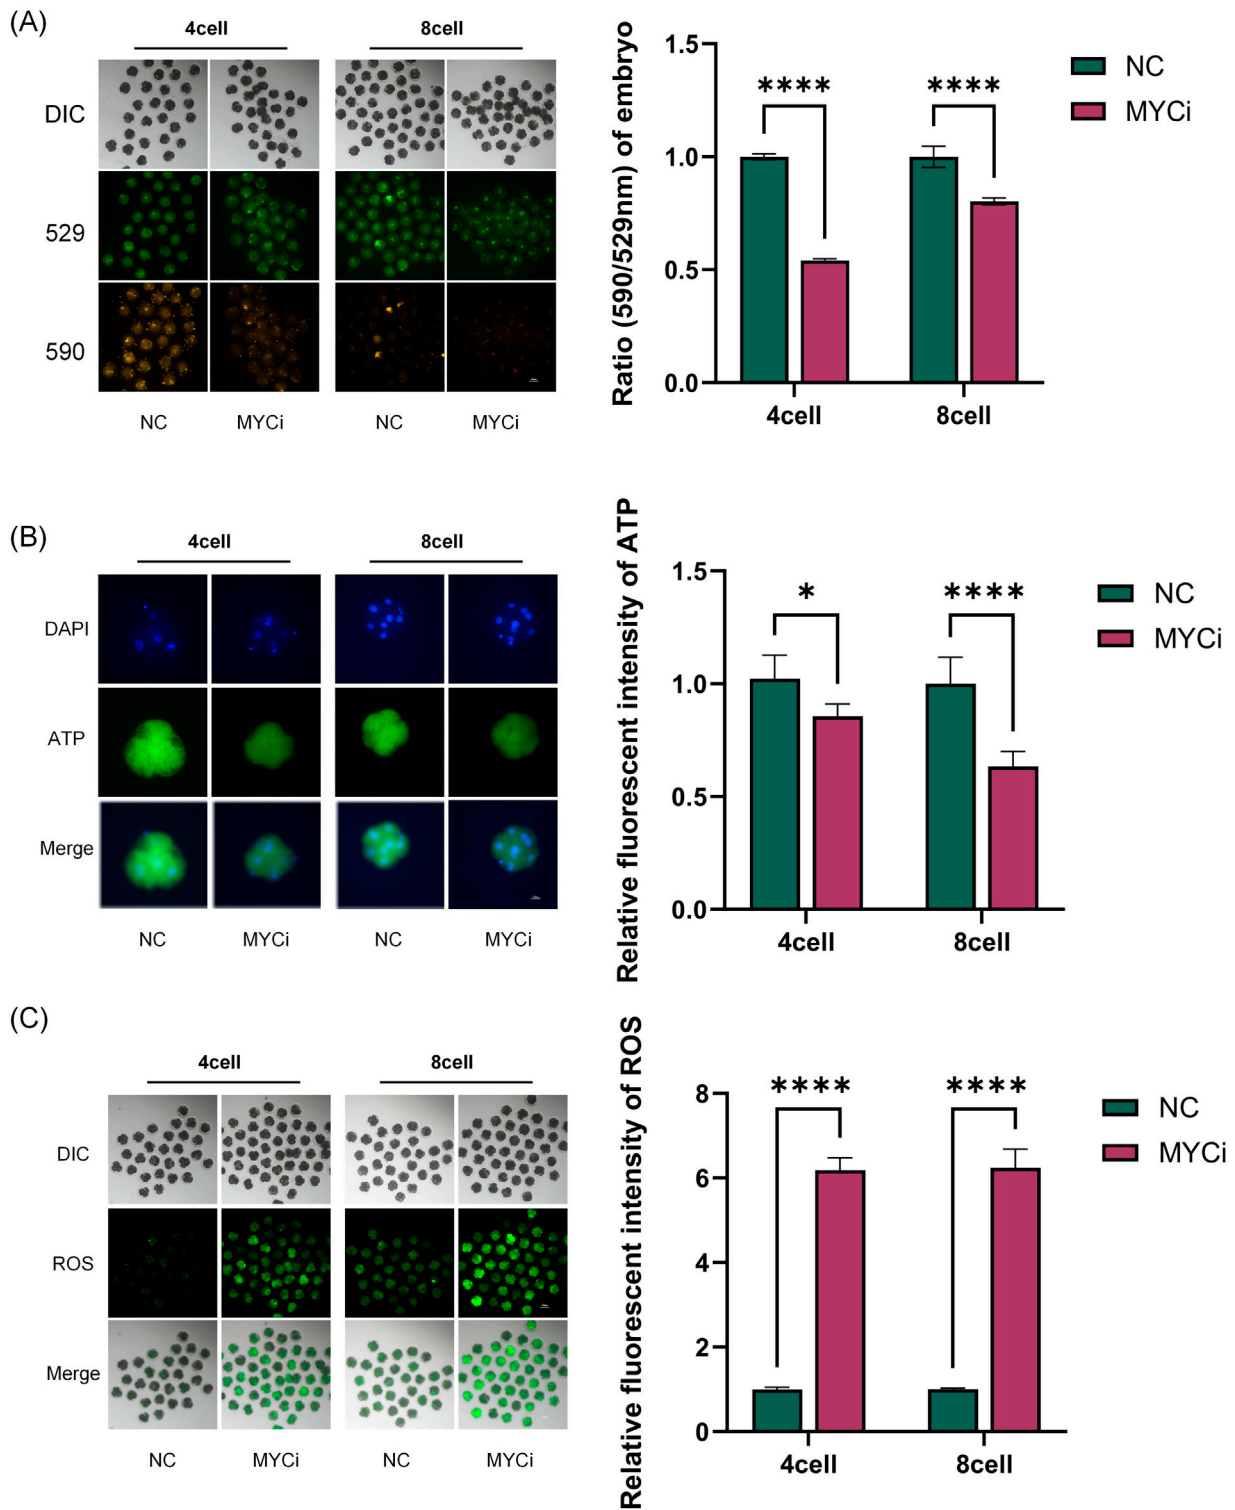 (A)
4cell
8cell
DIC
529
590
NC
MYCi
NC
MYCi
Ratio (590/529nm) of embryo
1.5
1.0
0.5
0.0
****
****
4cell
8cell
NC
MYCi
(B)
4cell
8cell
DAPI
ATP
Merge
NC
MYCi
NC
MYCi
Relative fluorescent intensity of ATP
1.5
1.0
0.5
0.0
*
****
4cell
8cell
NC
MYCi
(C)
4cell
8cell
DIC
ROS
Merge
NC
MYCi
NC
MYCi
Relative fluorescent intensity of ROS
8
6
4
2
0
****
****
4cell
8cell
NC
MYCi